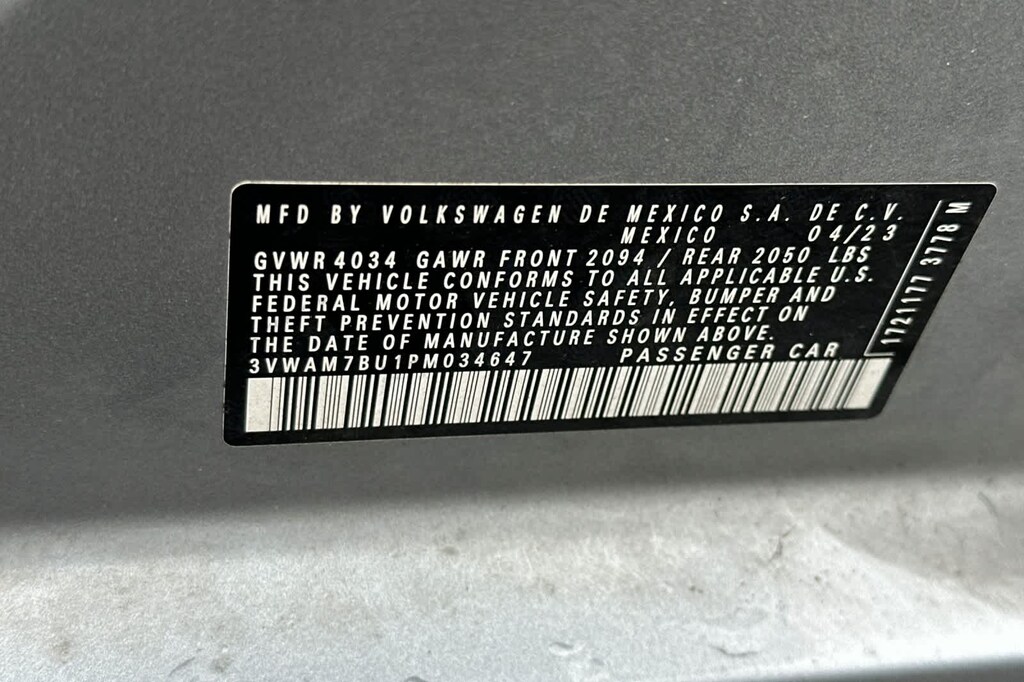 MFD BY VOLKSWAGEN DE MEXICO S.A. DE C.V.
MEXICO 04/23
GVWR 4034 GAWR FRONT 2094 / REAR 2050 LBS
THIS VEHICLE CONFORMS TO ALL APPLICABLE U.S.
FEDERAL MOTOR VEHICLE SAFETY, BUMPER AND
THEFT PREVENTION STANDARDS IN EFFECT ON
THE DATE OF MANUFACTURE SHOWN ABOVE.
3VWAM7BU1PM034647 PASSENGER CAR
1721177 3778 M